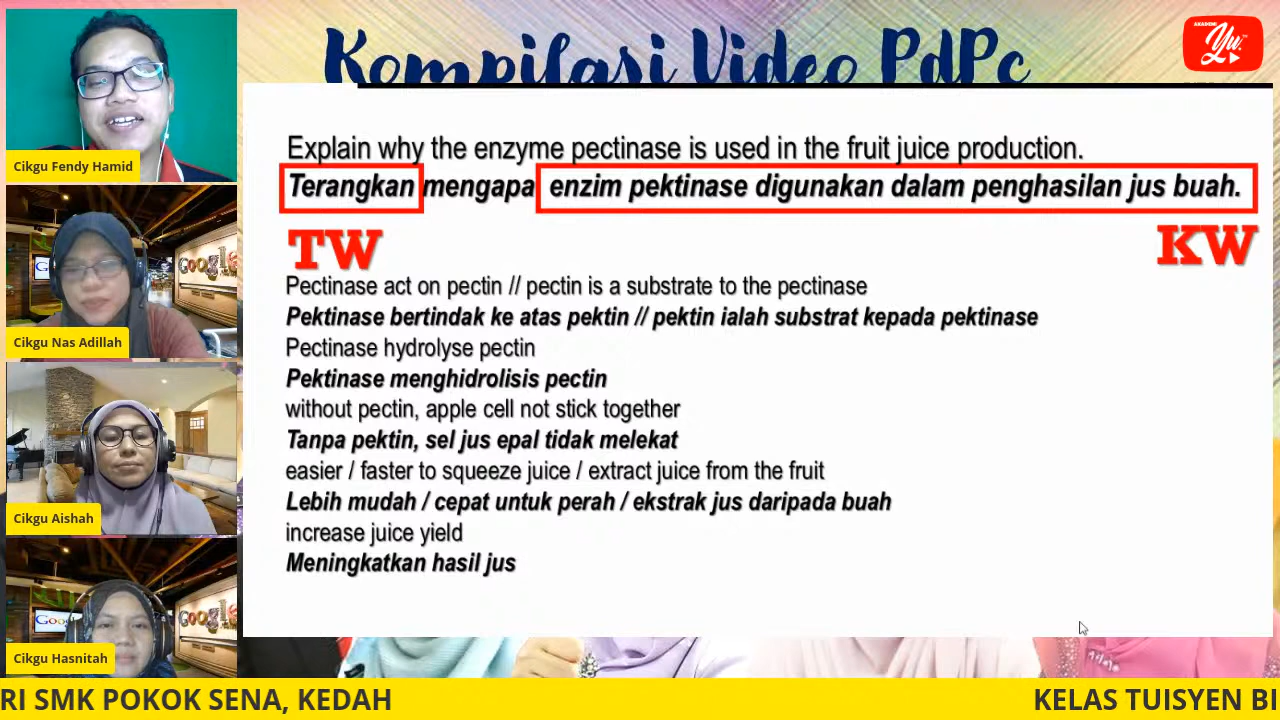 Kompilasi Video PdPc
AKADEMI
Yu.
Cikgu Fendy Hamid
Cikgu Nas Adillah
Cikgu Aishah
Cikgu Hasnitah
Explain why the enzyme pectinase is used in the fruit juice production.
Terangkan mengapa enzim pektinase digunakan dalam penghasilan jus buah.
TW KW
Pectinase act on pectin // pectin is a substrate to the pectinase
Pektinase bertindak ke atas pektin // pektin ialah substrat kepada pektinase
Pectinase hydrolyse pectin
Pektinase menghidrolisis pectin
without pectin, apple cell not stick together
Tanpa pektin, sel jus epal tidak melekat
easier / faster to squeeze juice / extract juice from the fruit
Lebih mudah / cepat untuk perah / ekstrak jus daripada buah
increase juice yield
Meningkatkan hasil jus
RI SMK POKOK SENA, KEDAH KELAS TUISYEN BI